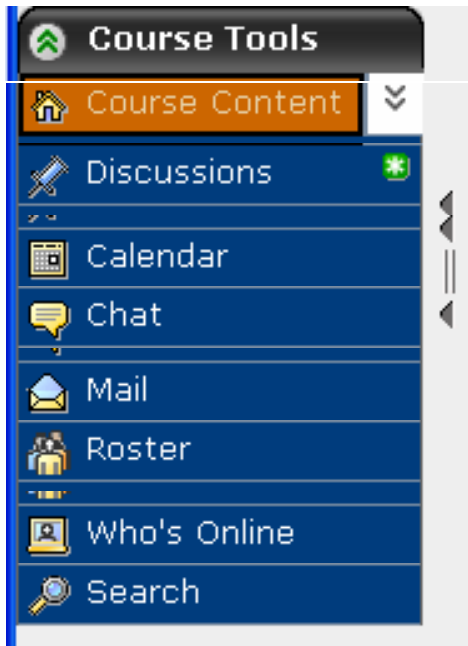 Course Tools
Course Content
Discussions
Calendar
Chat
Mail
Roster
Who's Online
Search